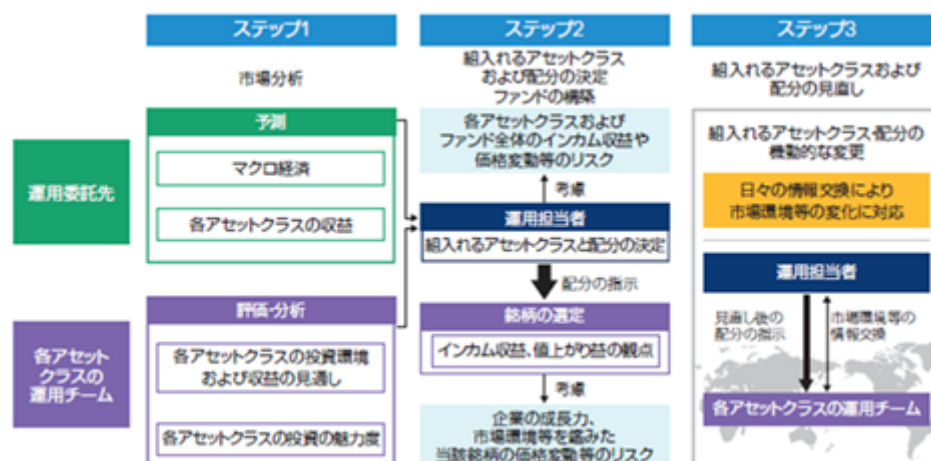 ステップ1
市場分析
運用委託先
予測
マクロ経済
各アセットクラスの収益
各アセット
クラスの
運用チーム
評価・分析
各アセットクラスの投資環境
および収益の見通し
各アセットクラスの投資の魅力度
ステップ2
組入れるアセットクラス
および配分の決定
ファンドの構築
各アセットクラスおよび
ファンド全体のインカム収益や
価格変動等のリスク
考慮
運用担当者
組入れるアセットクラスと配分の決定
配分の指示
銘柄の選定
インカム収益、値上がり益の観点
考慮
企業の成長力、
市場環境等を鑑みた
当該銘柄の価格変動等のリスク
ステップ3
組入れるアセットクラスおよび
配分の見直し
組入れるアセットクラス・配分の
機動的な変更
日々の情報交換により
市場環境等の変化に対応
運用担当者
見直し後の
配分の指示
市場環境等の
情報交換
各アセットクラスの運用チーム